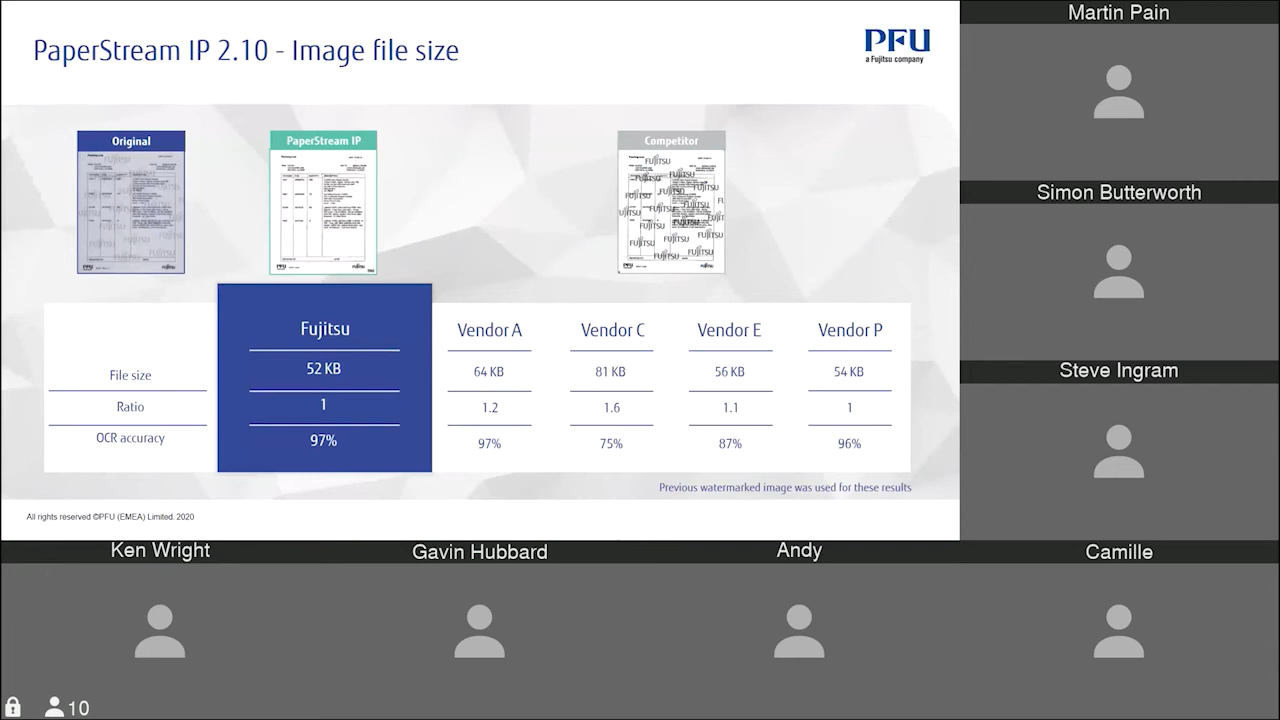 PaperStream IP 2.10 - Image file size
PFU
a Fujitsu company
Original
PaperStream IP
Competitor
Fujitsu
Vendor A
Vendor C
Vendor E
Vendor P
File size
52 KB
64 KB
81 KB
56 KB
54 KB
Ratio
1
1.2
1.6
1.1
1
OCR accuracy
97%
97%
75%
87%
96%
Previous watermarked image was used for these results
All rights reserved ©PFU (EMEA) Limited. 2020
Martin Pain
Simon Butterworth
Steve Ingram
Ken Wright
Gavin Hubbard
Andy
Camille
10